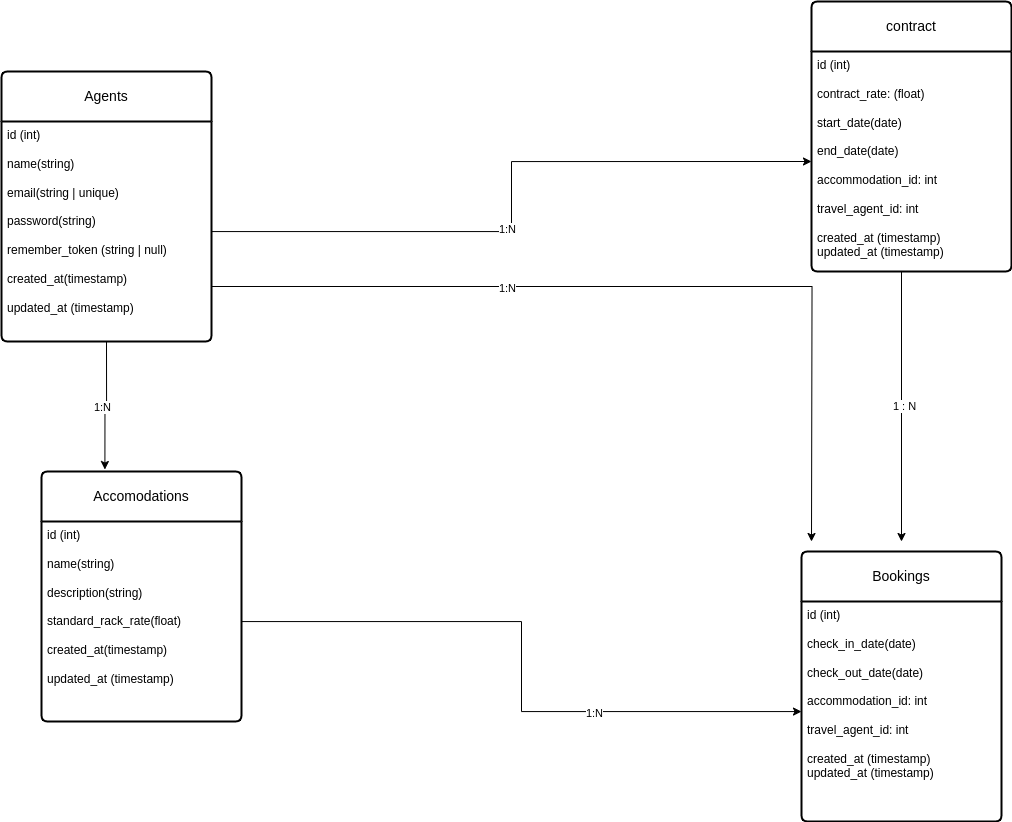 contract
id (int)
contract_rate: (float)
start_date(date)
end_date(date)
accommodation_id: int
travel_agent_id: int
created_at (timestamp)
updated_at (timestamp)
Agents
id (int)
name(string)
email(string | unique)
password(string)
remember_token (string | null)
created_at(timestamp)
updated_at (timestamp)
1:N
1:N
1:N
1 : N
Accomodations
id (int)
name(string)
description(string)
standard_rack_rate(float)
created_at(timestamp)
updated_at (timestamp)
1:N
Bookings
id (int)
check_in_date(date)
check_out_date(date)
accommodation_id: int
travel_agent_id: int
created_at (timestamp)
updated_at (timestamp)